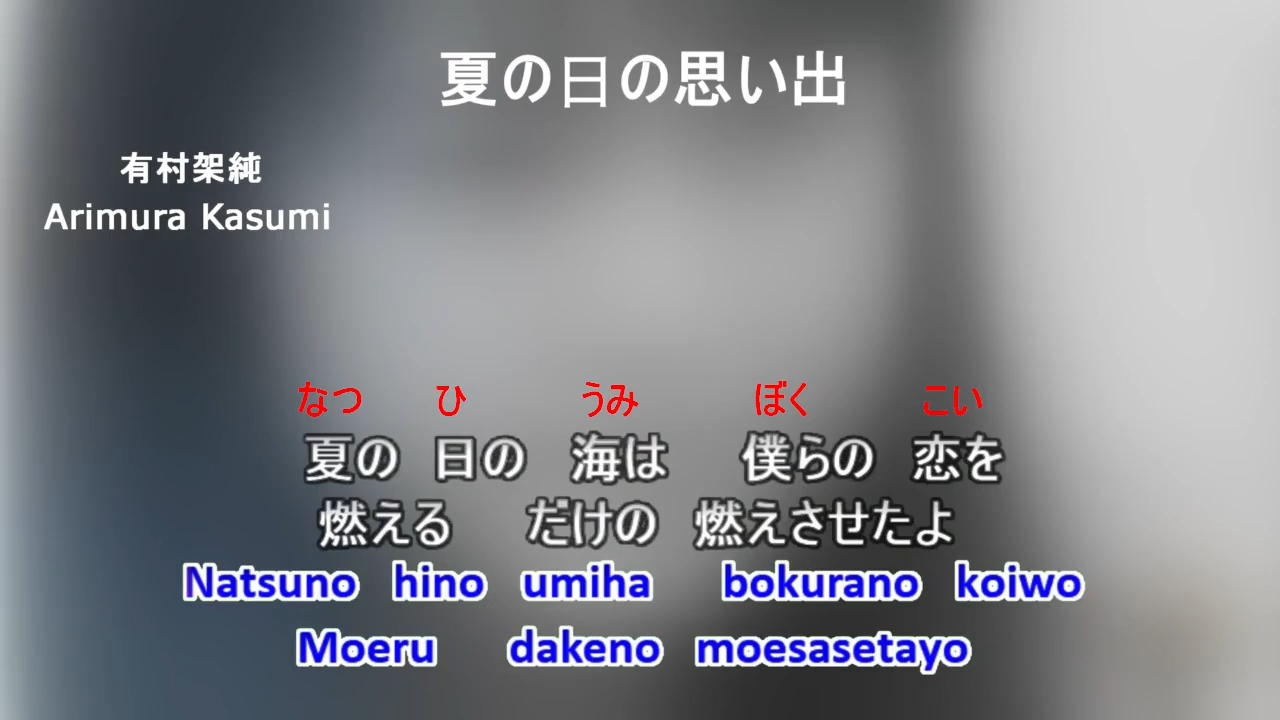 夏の日の思い出
有村架純
Arimura Kasumi
なつ ひ うみ ぼく こい
夏の 日の 海は 僕らの 恋を
燃える だけの 燃えさせたよ
Natsuno hino umiha bokurano koiwo
Moeru dakeno moesasetayo